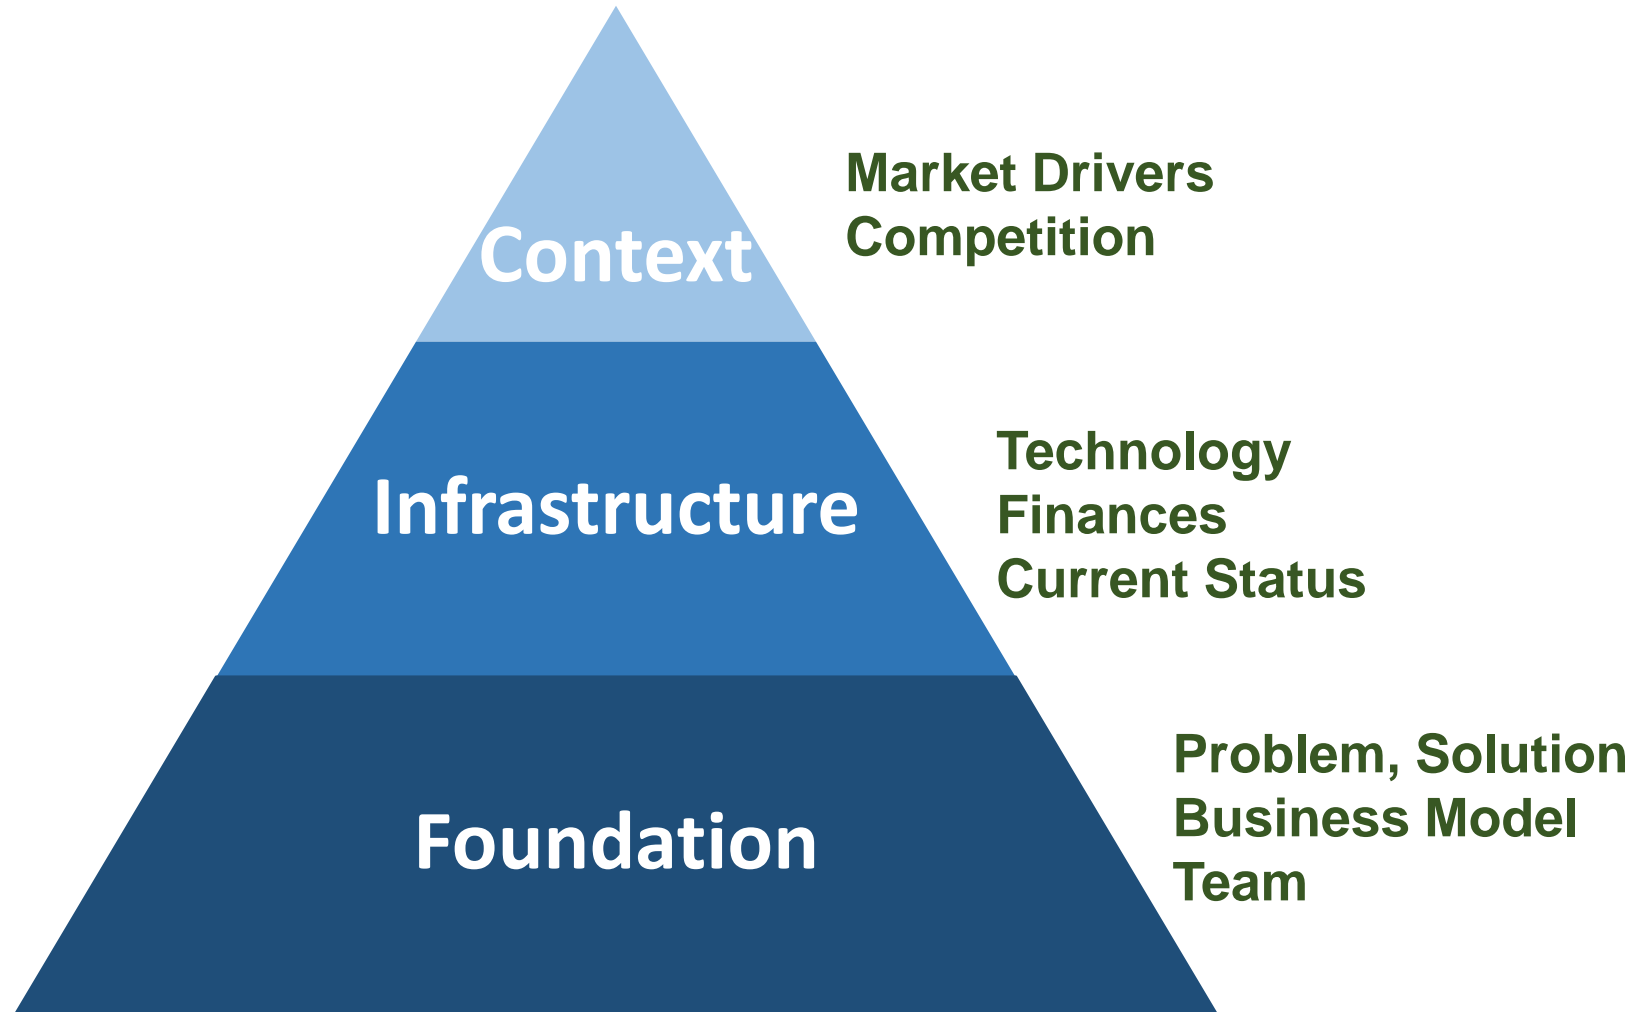 Context
Market Drivers
Competition
Infrastructure
Technology
Finances
Current Status
Foundation
Problem, Solution
Business Model
Team